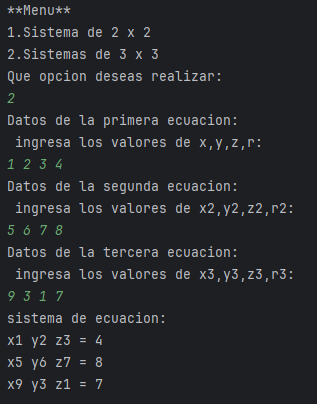 **Menu**
1.Sistema de 2 x 2
2.Sistemas de 3 x 3
Que opcion deseas realizar:
2
Datos de la primera ecuacion:
 ingresa los valores de x,y,z,r:
1 2 3 4
Datos de la segunda ecuacion:
 ingresa los valores de x2,y2,z2,r2:
5 6 7 8
Datos de la tercera ecuacion:
 ingresa los valores de x3,y3,z3,r3:
9 3 1 7
sistema de ecuacion:
x1 y2 z3 = 4
x5 y6 z7 = 8
x9 y3 z1 = 7